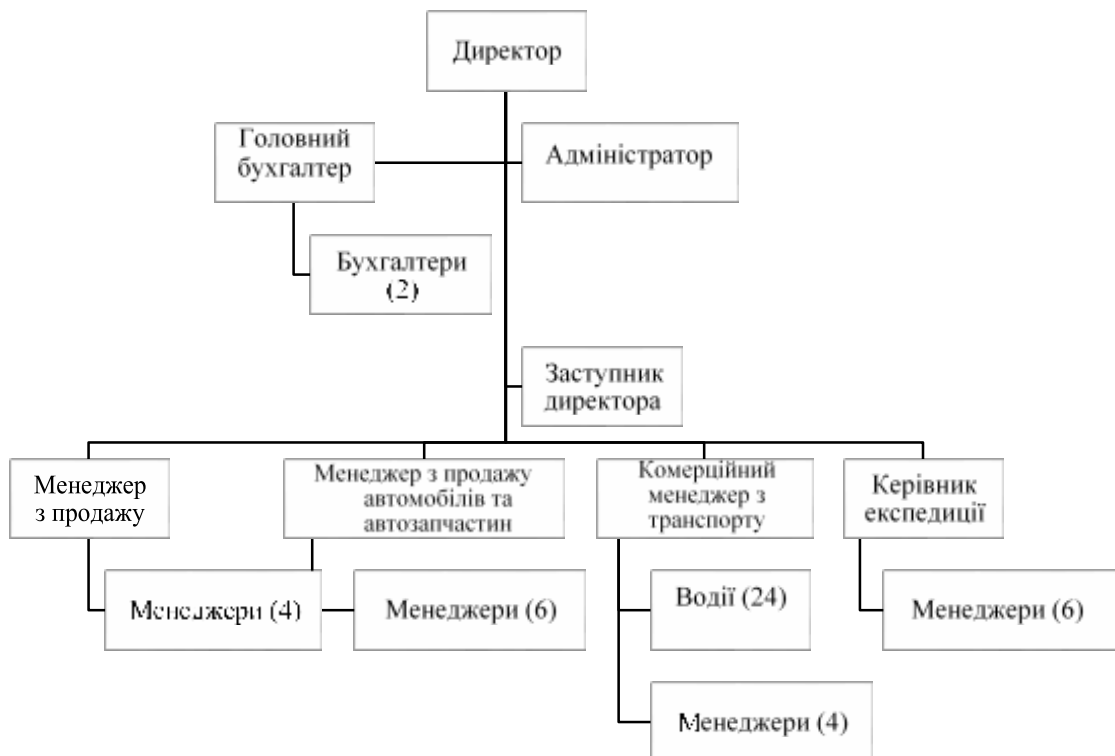 Директор
Головний
бухгалтер
Адміністратор
Бухгалтери
(2)
Заступник
директора
Менеджер
з продажу
Менеджер з продажу
автомобілів та
автозапчастин
Комерційний
менеджер з
транспорту
Керівник
експедиції
Менеджери (4)
Менеджери (6)
Водії (24)
Менеджери (6)
Менеджери (4)